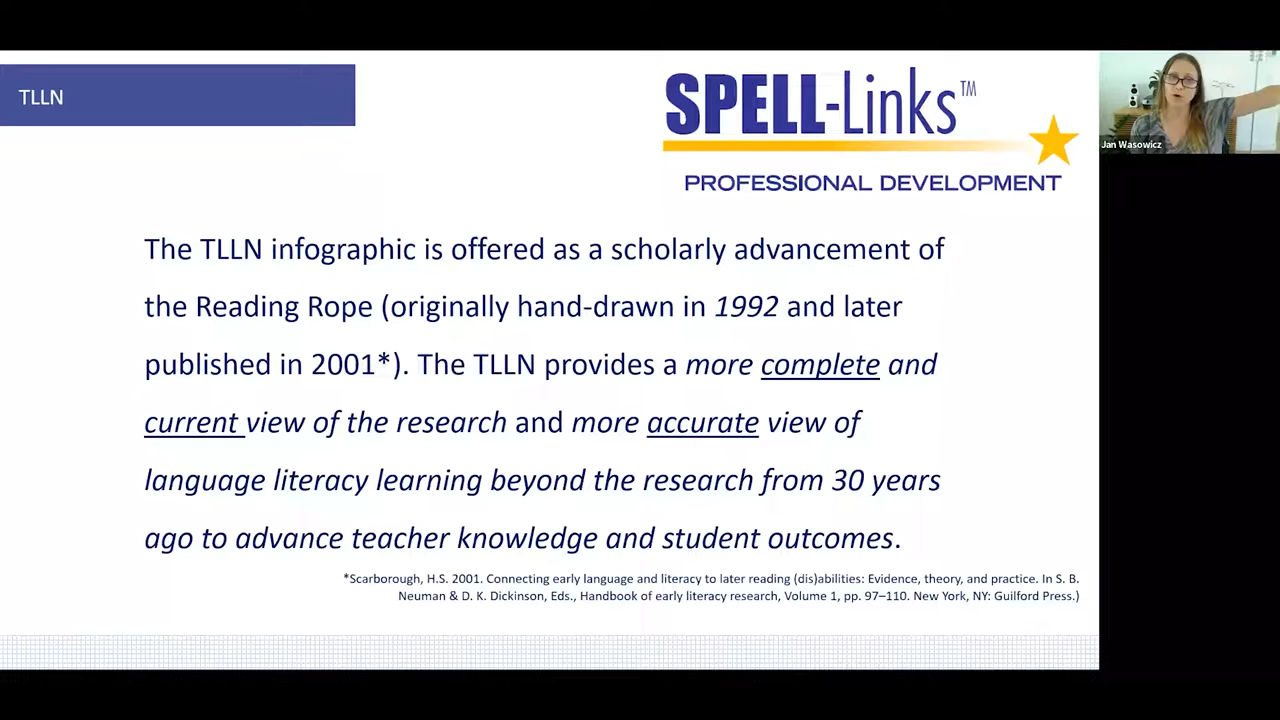 TLLN
SPELL-Links™
PROFESSIONAL DEVELOPMENT
Jan Wasowicz
The TLLN infographic is offered as a scholarly advancement of
the Reading Rope (originally hand-drawn in 1992 and later
published in 2001*). The TLLN provides a more complete and
current view of the research and more accurate view of
language literacy learning beyond the research from 30 years
ago to advance teacher knowledge and student outcomes.
*Scarborough, H.S. 2001. Connecting early language and literacy to later reading (dis)abilities: Evidence, theory, and practice. In S. B.
Neuman & D. K. Dickinson, Eds., Handbook of early literacy research, Volume 1, pp. 97–110. New York, NY: Guilford Press.)